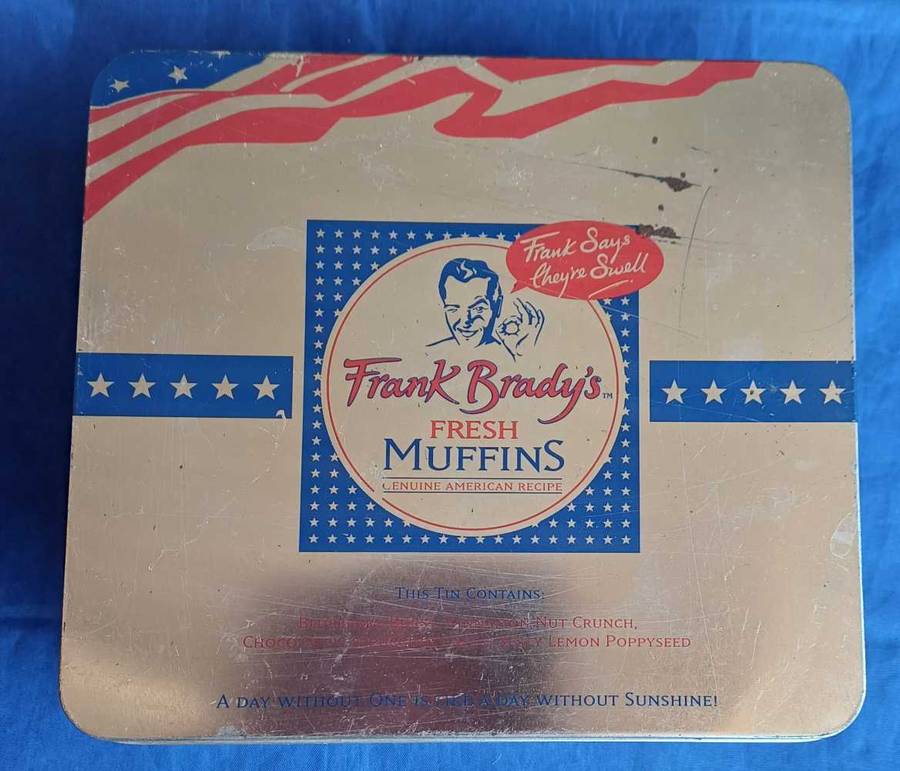 Frank Says
they're Swell
Frank Brady's™
FRESH
MUFFINS
GENUINE AMERICAN RECIPE
THIS TIN CONTAINS:
NUT CRUNCH,
LEMON POPPYSEED
A DAY WITHOUT ONE IS A DAY WITHOUT SUNSHINE!